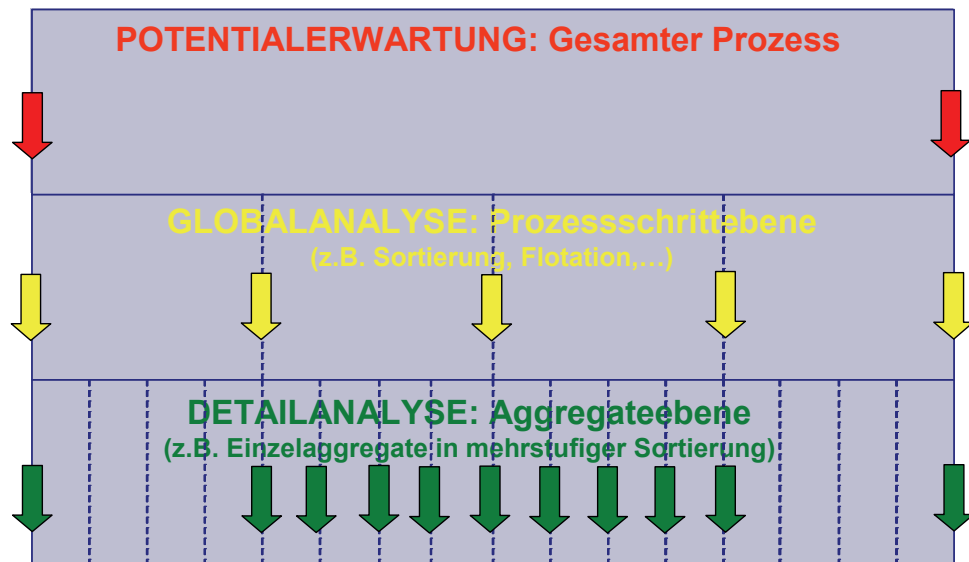 POTENTIALERWARTUNG: Gesamter Prozess
GLOBALANALYSE: Prozessschrittebene
(z.B. Sortierung, Flotation,…)
DETAILANALYSE: Aggregateebene
(z.B. Einzelaggregate in mehrstufiger Sortierung)